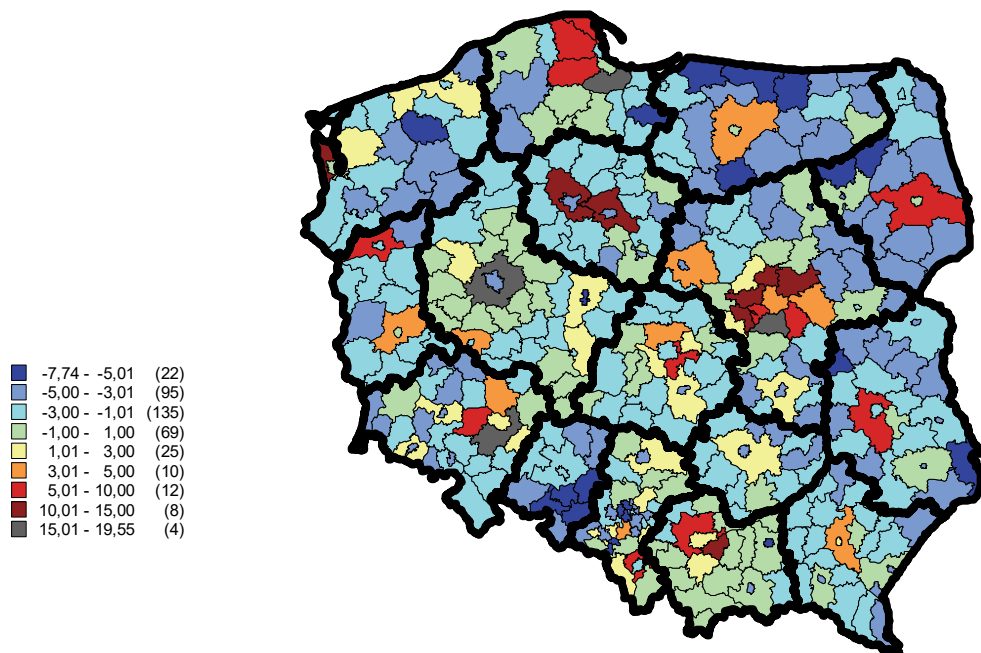 -7,74 - -5,01 (22)
-5,00 - -3,01 (95)
-3,00 - -1,01 (135)
-1,00 - 1,00 (69)
1,01 - 3,00 (25)
3,01 - 5,00 (10)
5,01 - 10,00 (12)
10,01 - 15,00 (8)
15,01 - 19,55 (4)